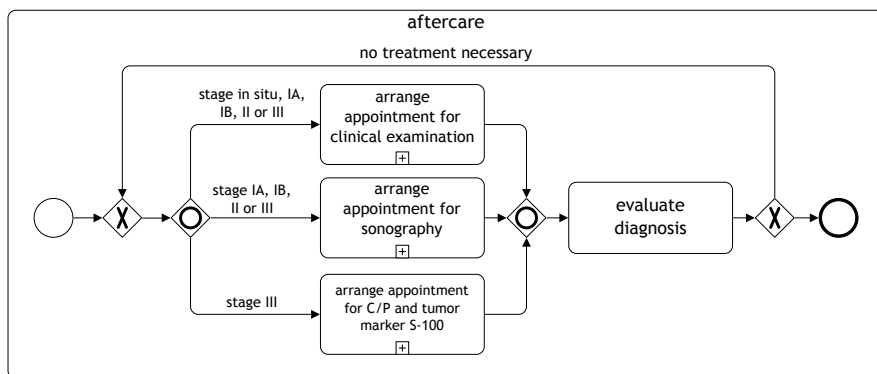 aftercare
no treatment necessary
stage in situ, IA,
IB, II or III
arrange
appointment for
clinical examination
stage IA, IB,
II or III
arrange
appointment for
sonography
evaluate
diagnosis
stage III
arrange appointment
for C/P and tumor
marker S-100